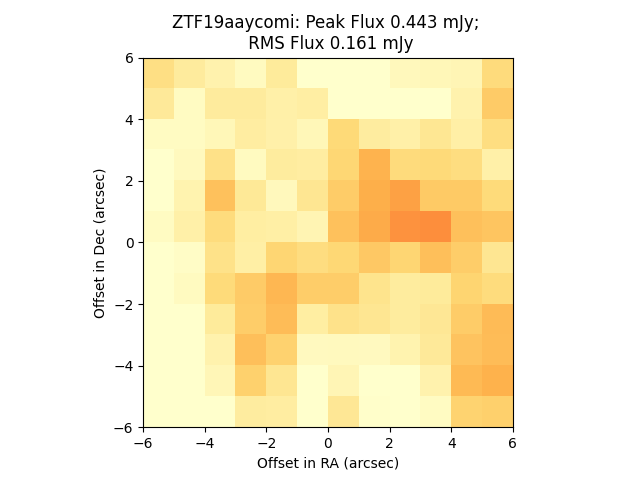 ZTF19aaycomi: Peak Flux 0.443 mJy;
RMS Flux 0.161 mJy
6
4
2
0
−2
−4
−6
Offset in Dec (arcsec)
−6 −4 −2 0 2 4 6
Offset in RA (arcsec)